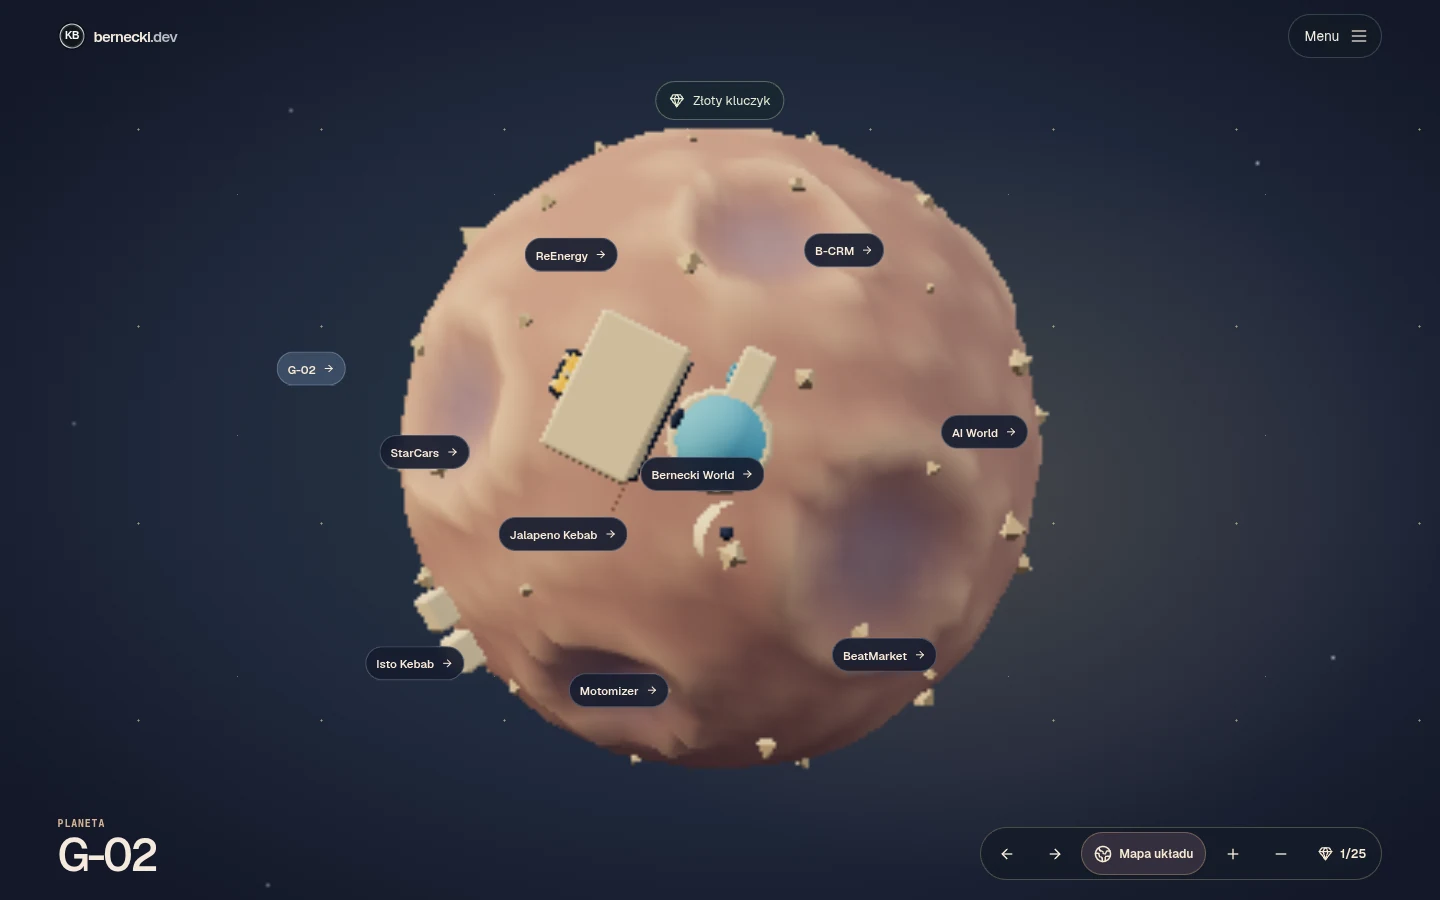 KB bernecki.dev
Menu
Złoty kluczyk
ReEnergy
B-CRM
G-02
AI World
StarCars
Bernecki World
Jalapeno Kebab
BeatMarket
Isto Kebab
Motomizer
PLANETA
G-02
Mapa układu
1/25